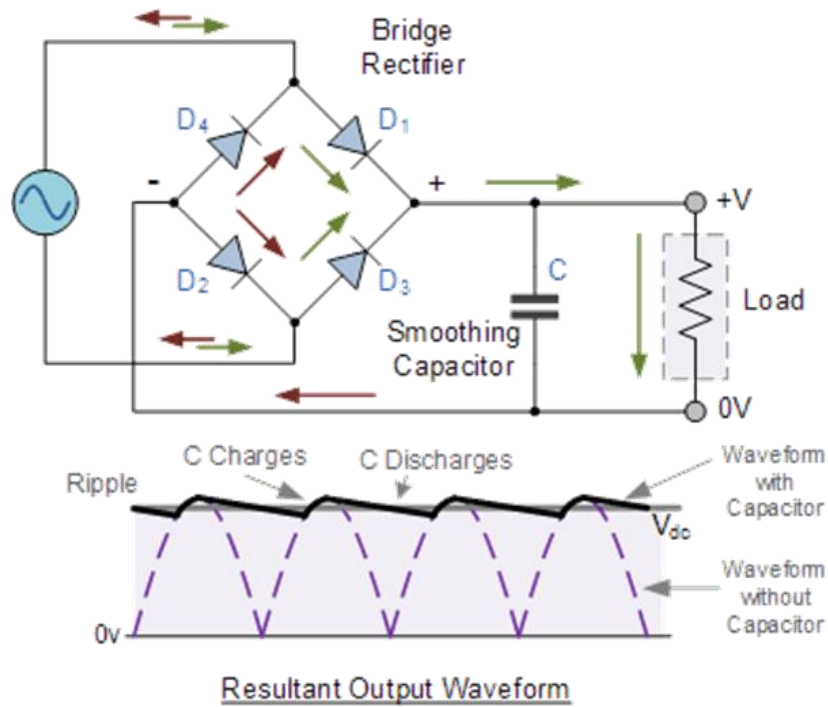 Bridge
Rectifier
D4
D1
-
+
+V
D2
D3
C
Load
Smoothing
Capacitor
0V
C Charges
C Discharges
Waveform
with
Capacitor
Ripple
Vdc
Waveform
without
Capacitor
0v
Resultant Output Waveform